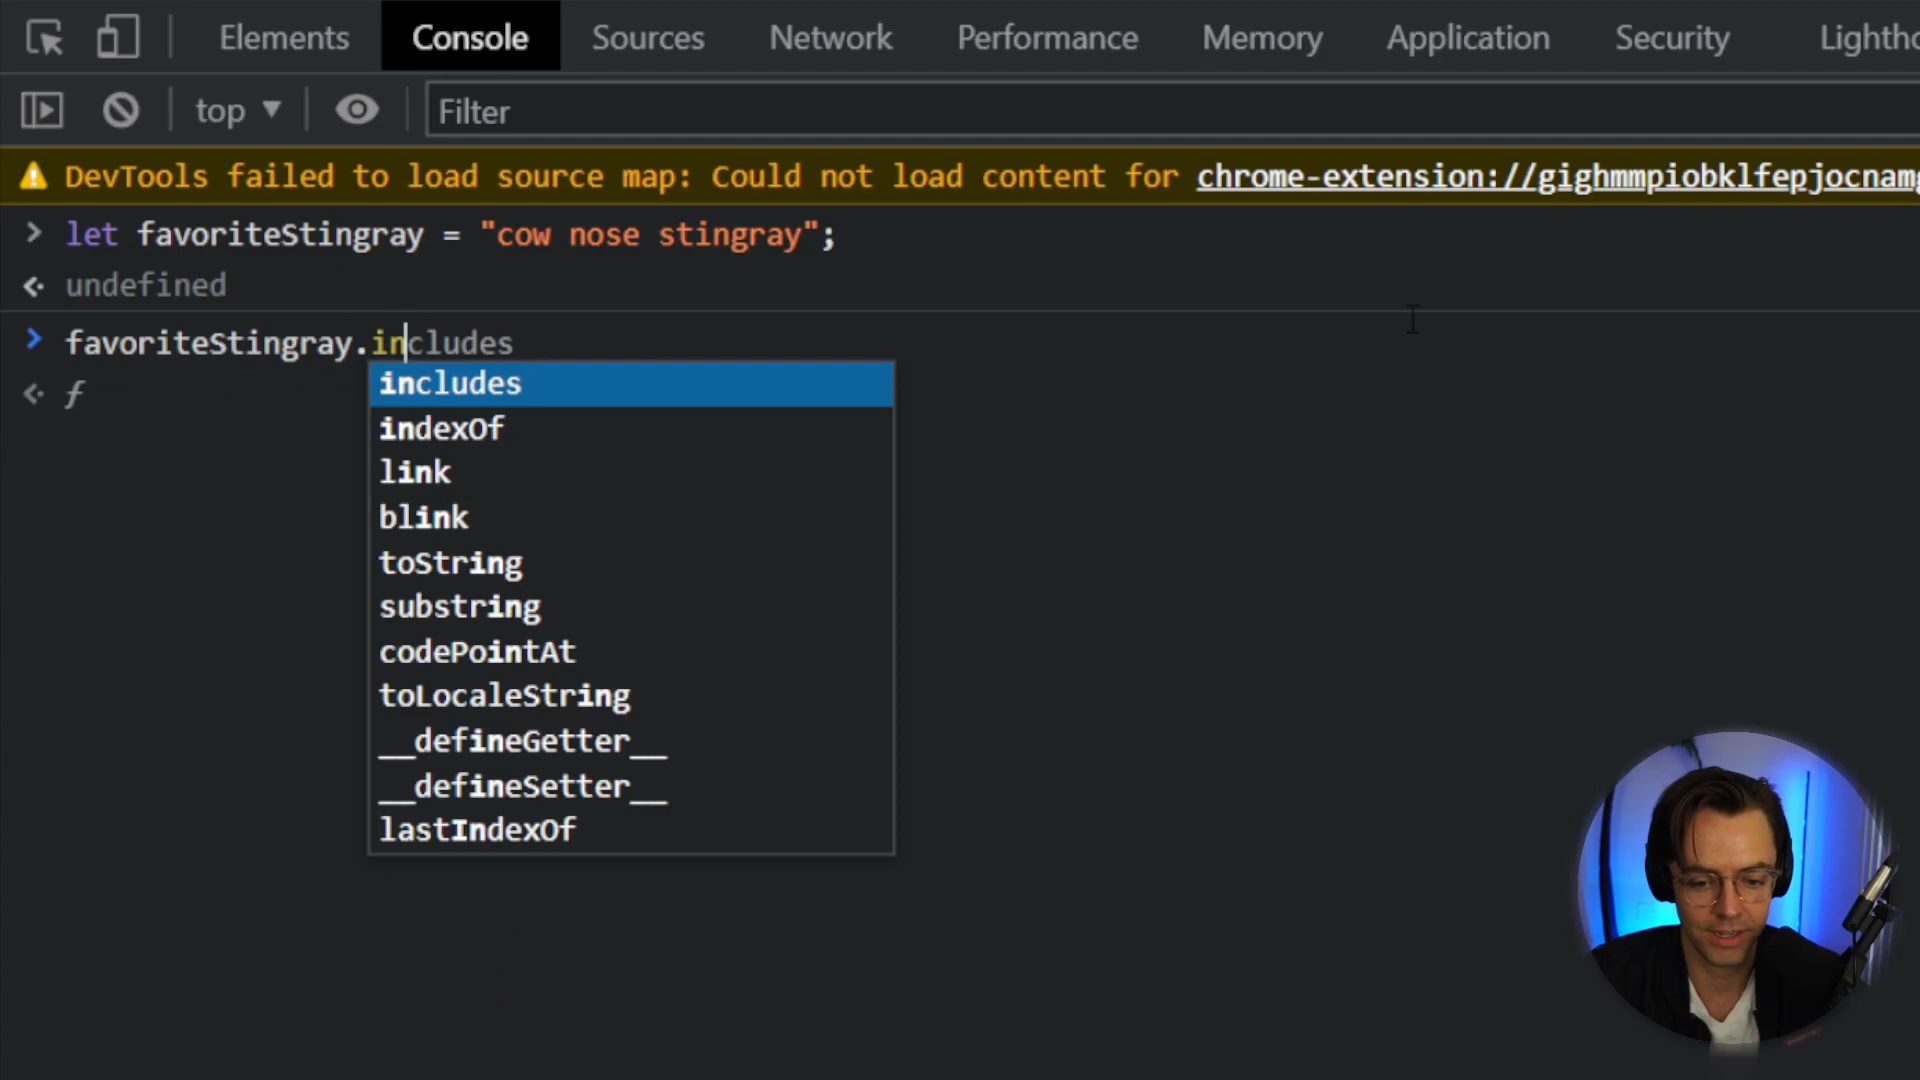 Elements Console Sources Network Performance Memory Application Security Lighthc
top Filter
DevTools failed to load source map: Could not load content for chrome-extension://gighmmpiobklfepjocnamg
let favoriteStingray = "cow nose stingray";
undefined
favoriteStingray.includes
f
includes
indexOf
link
blink
toString
substring
codePointAt
toLocaleString
__defineGetter__
__defineSetter__
lastIndexOf